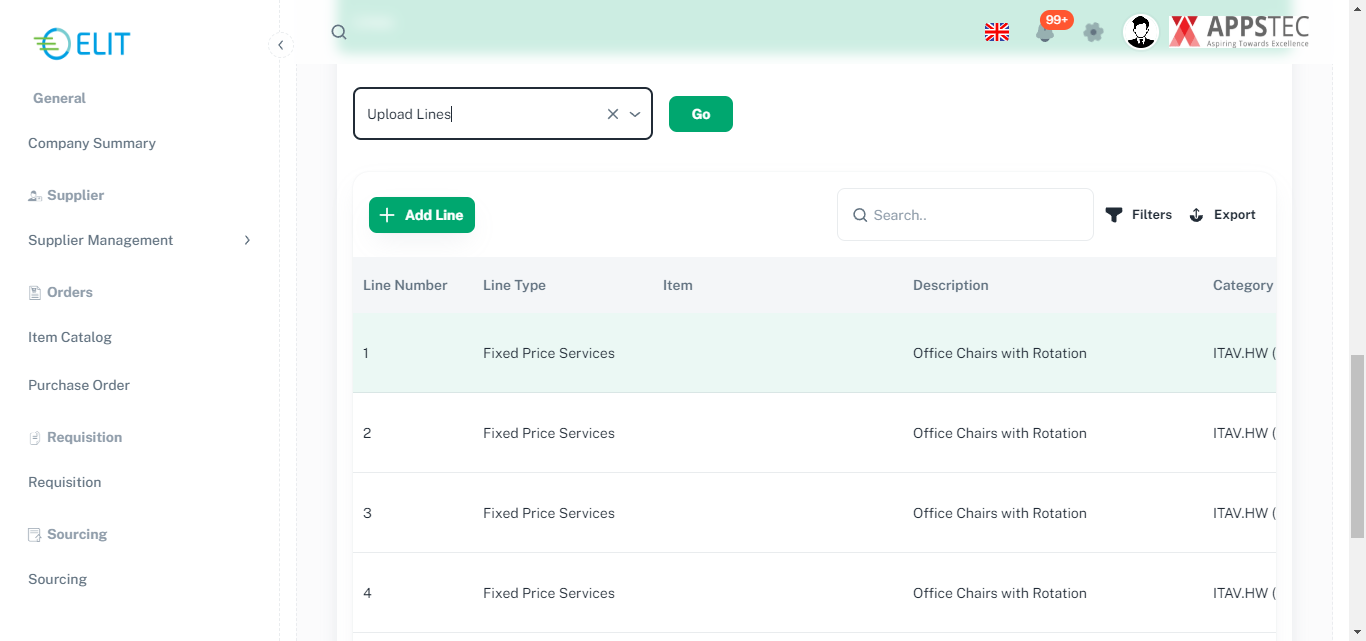 ELIT
General
Company Summary
Supplier
Supplier Management
Orders
Item Catalog
Purchase Order
Requisition
Requisition
Sourcing
Sourcing
99+
APPSTEC
Aspiring Towards Excellence
Upload Lines
Go
Add Line
Search..
Filters
Export
Line Number Line Type Item Description Category
1 Fixed Price Services Office Chairs with Rotation ITAV.HW (
2 Fixed Price Services Office Chairs with Rotation ITAV.HW (
3 Fixed Price Services Office Chairs with Rotation ITAV.HW (
4 Fixed Price Services Office Chairs with Rotation ITAV.HW (